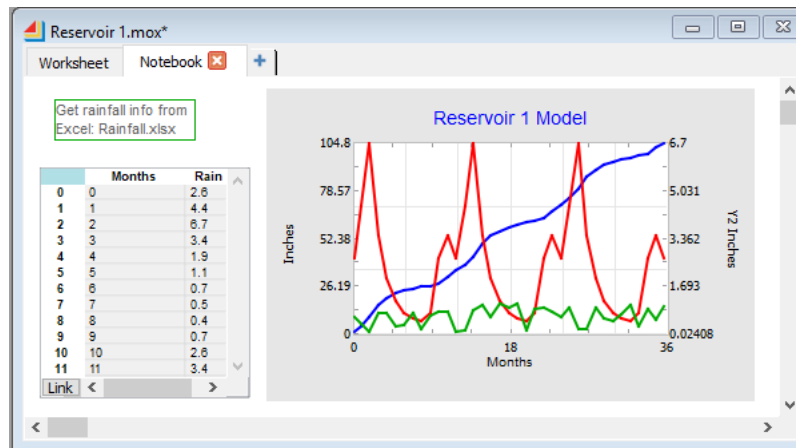 Reservoir 1.mox*
Worksheet Notebook
Get rainfall info from
Excel: Rainfall.xlsx
Months Rain
0 0 2.6
1 1 4.4
2 2 6.7
3 3 3.4
4 4 1.9
5 5 1.1
6 6 0.7
7 7 0.5
8 8 0.4
9 9 0.7
10 10 2.6
11 11 3.4
Link
Reservoir 1 Model
104.8
78.57
52.38
26.19
0
Inches
6.7
5.031
3.362
1.693
0.02408
Y2 Inches
0 18 36
Months